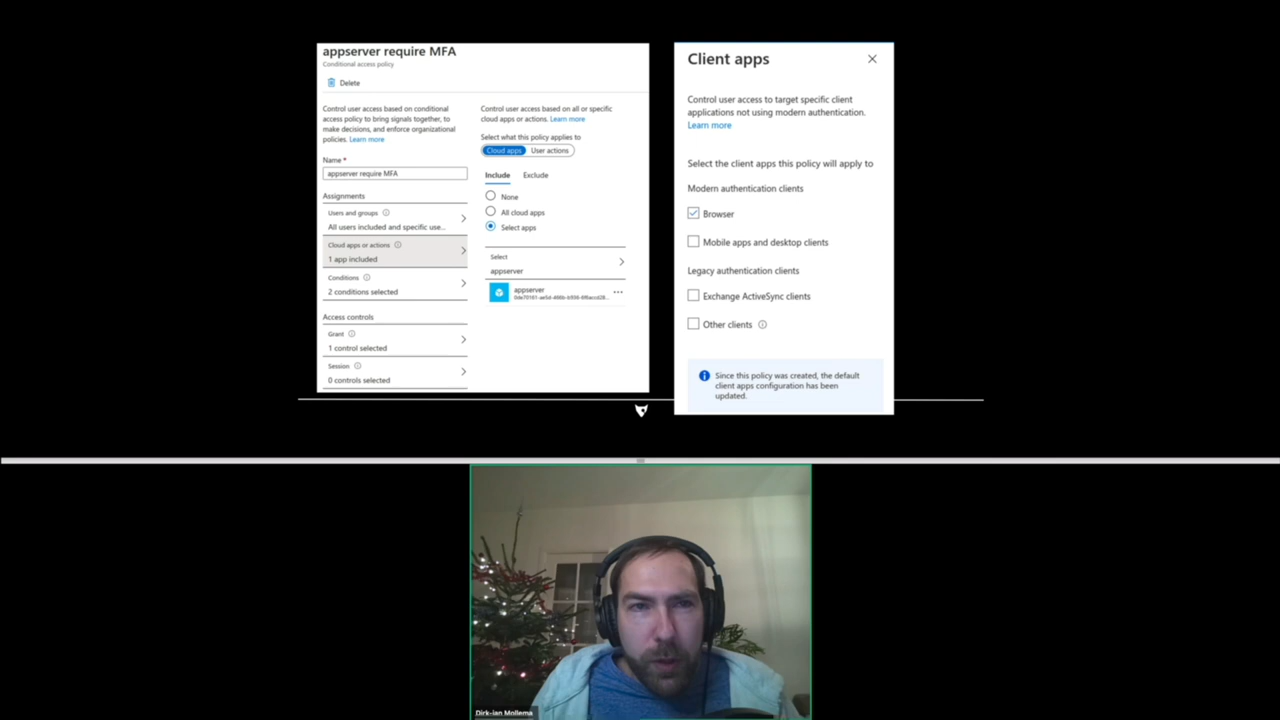 appserver require MFA
Conditional access policy
Delete
Control user access based on conditional
access policy to bring signals together, to
make decisions, and enforce organizational
policies. Learn more
Name *
appserver require MFA
Assignments
Users and groups
All users included and specific use...
Cloud apps or actions
1 app included
Conditions
2 conditions selected
Access controls
Grant
1 control selected
Session
0 controls selected
Control user access based on all or specific
cloud apps or actions. Learn more
Select what this policy applies to
Cloud apps User actions
Include Exclude
None
All cloud apps
Select apps
Select
appserver
appserver
Client apps
Control user access to target specific client
applications not using modern authentication.
Learn more
Select the client apps this policy will apply to
Modern authentication clients
Browser
Mobile apps and desktop clients
Legacy authentication clients
Exchange ActiveSync clients
Other clients
Since this policy was created, the default
client apps configuration has been
updated.
Dirk-jan Mollema